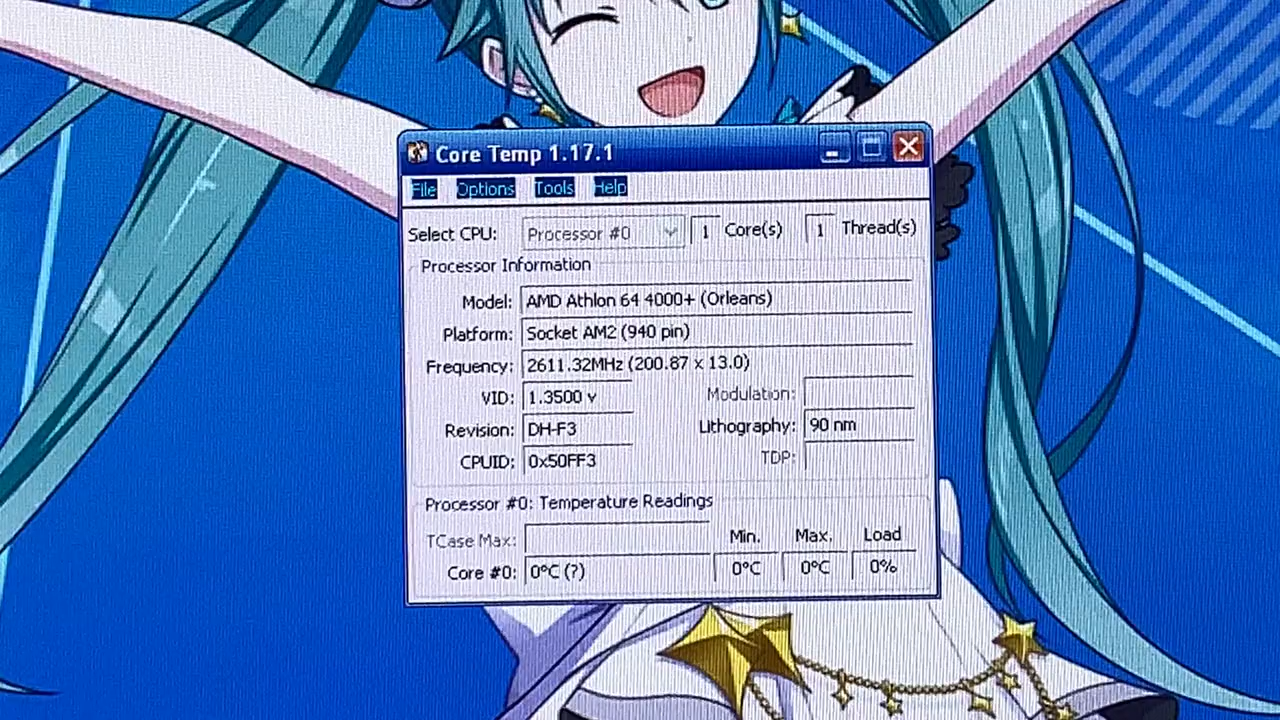 Core Temp 1.17.1
File Options Tools Help
Select CPU: Processor #0 1 Core(s) 1 Thread(s)
Processor Information
Model: AMD Athlon 64 4000+ (Orleans)
Platform: Socket AM2 (940 pin)
Frequency: 2611.32MHz (200.87 x 13.0)
VID: 1.3500 v Modulation:
Revision: DH-F3 Lithography: 90 nm
CPUID: 0x50FF3 TDP:
Processor #0: Temperature Readings
TCase Max: Min. Max. Load
Core #0: 0°C (?) 0°C 0°C 0%